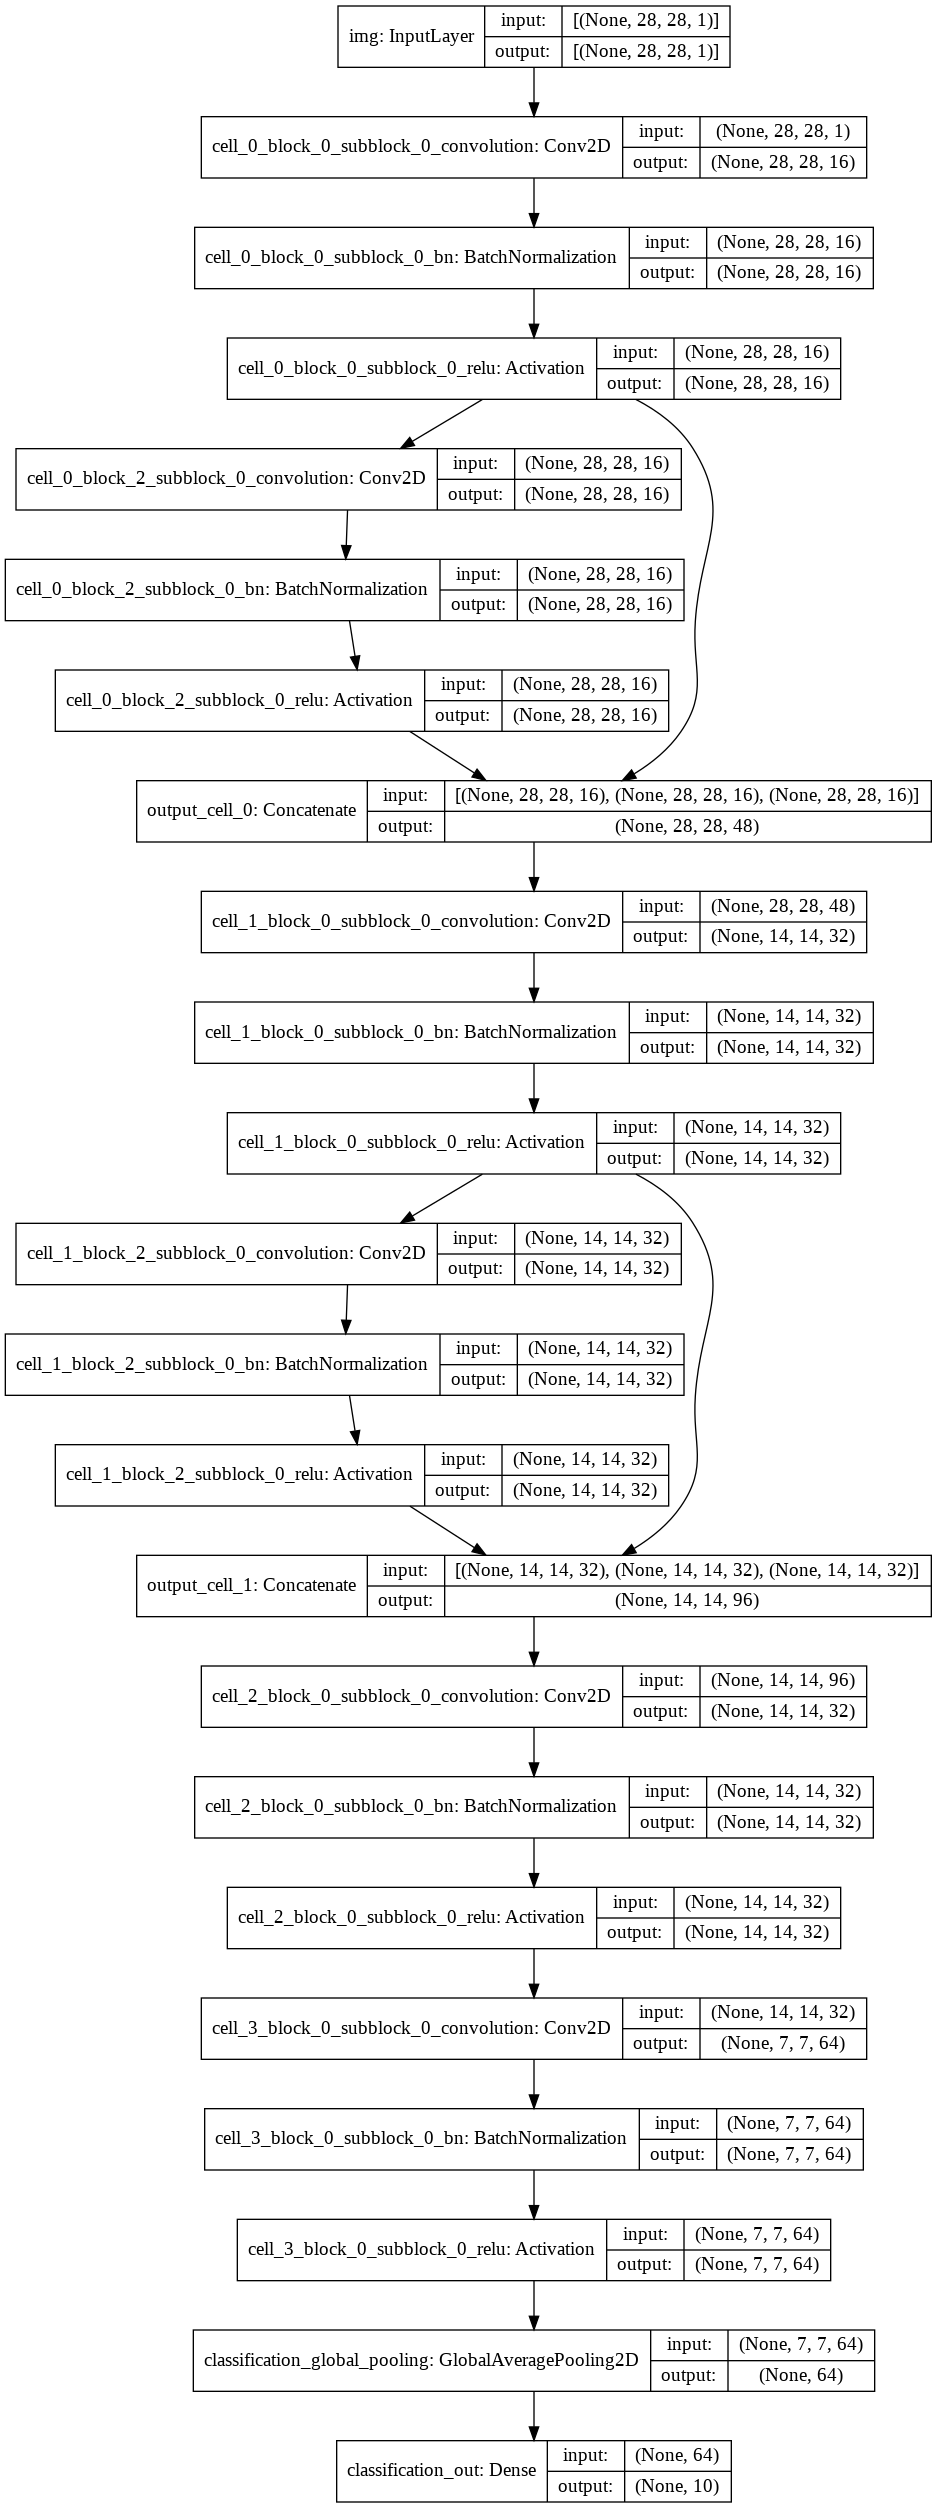 img: InputLayer
input:
[(None, 28, 28, 1)]
output:
[(None, 28, 28, 1)]
cell_0_block_0_subblock_0_convolution: Conv2D
input:
(None, 28, 28, 1)
output:
(None, 28, 28, 16)
cell_0_block_0_subblock_0_bn: BatchNormalization
input:
(None, 28, 28, 16)
output:
(None, 28, 28, 16)
cell_0_block_0_subblock_0_relu: Activation
input:
(None, 28, 28, 16)
output:
(None, 28, 28, 16)
cell_0_block_2_subblock_0_convolution: Conv2D
input:
(None, 28, 28, 16)
output:
(None, 28, 28, 16)
cell_0_block_2_subblock_0_bn: BatchNormalization
input:
(None, 28, 28, 16)
output:
(None, 28, 28, 16)
cell_0_block_2_subblock_0_relu: Activation
input:
(None, 28, 28, 16)
output:
(None, 28, 28, 16)
output_cell_0: Concatenate
input:
[(None, 28, 28, 16), (None, 28, 28, 16), (None, 28, 28, 16)]
output:
(None, 28, 28, 48)
cell_1_block_0_subblock_0_convolution: Conv2D
input:
(None, 28, 28, 48)
output:
(None, 14, 14, 32)
cell_1_block_0_subblock_0_bn: BatchNormalization
input:
(None, 14, 14, 32)
output:
(None, 14, 14, 32)
cell_1_block_0_subblock_0_relu: Activation
input:
(None, 14, 14, 32)
output:
(None, 14, 14, 32)
cell_1_block_2_subblock_0_convolution: Conv2D
input:
(None, 14, 14, 32)
output:
(None, 14, 14, 32)
cell_1_block_2_subblock_0_bn: BatchNormalization
input:
(None, 14, 14, 32)
output:
(None, 14, 14, 32)
cell_1_block_2_subblock_0_relu: Activation
input:
(None, 14, 14, 32)
output:
(None, 14, 14, 32)
output_cell_1: Concatenate
input:
[(None, 14, 14, 32), (None, 14, 14, 32), (None, 14, 14, 32)]
output:
(None, 14, 14, 96)
cell_2_block_0_subblock_0_convolution: Conv2D
input:
(None, 14, 14, 96)
output:
(None, 14, 14, 32)
cell_2_block_0_subblock_0_bn: BatchNormalization
input:
(None, 14, 14, 32)
output:
(None, 14, 14, 32)
cell_2_block_0_subblock_0_relu: Activation
input:
(None, 14, 14, 32)
output:
(None, 14, 14, 32)
cell_3_block_0_subblock_0_convolution: Conv2D
input:
(None, 14, 14, 32)
output:
(None, 7, 7, 64)
cell_3_block_0_subblock_0_bn: BatchNormalization
input:
(None, 7, 7, 64)
output:
(None, 7, 7, 64)
cell_3_block_0_subblock_0_relu: Activation
input:
(None, 7, 7, 64)
output:
(None, 7, 7, 64)
classification_global_pooling: GlobalAveragePooling2D
input:
(None, 7, 7, 64)
output:
(None, 64)
classification_out: Dense
input:
(None, 64)
output:
(None, 10)